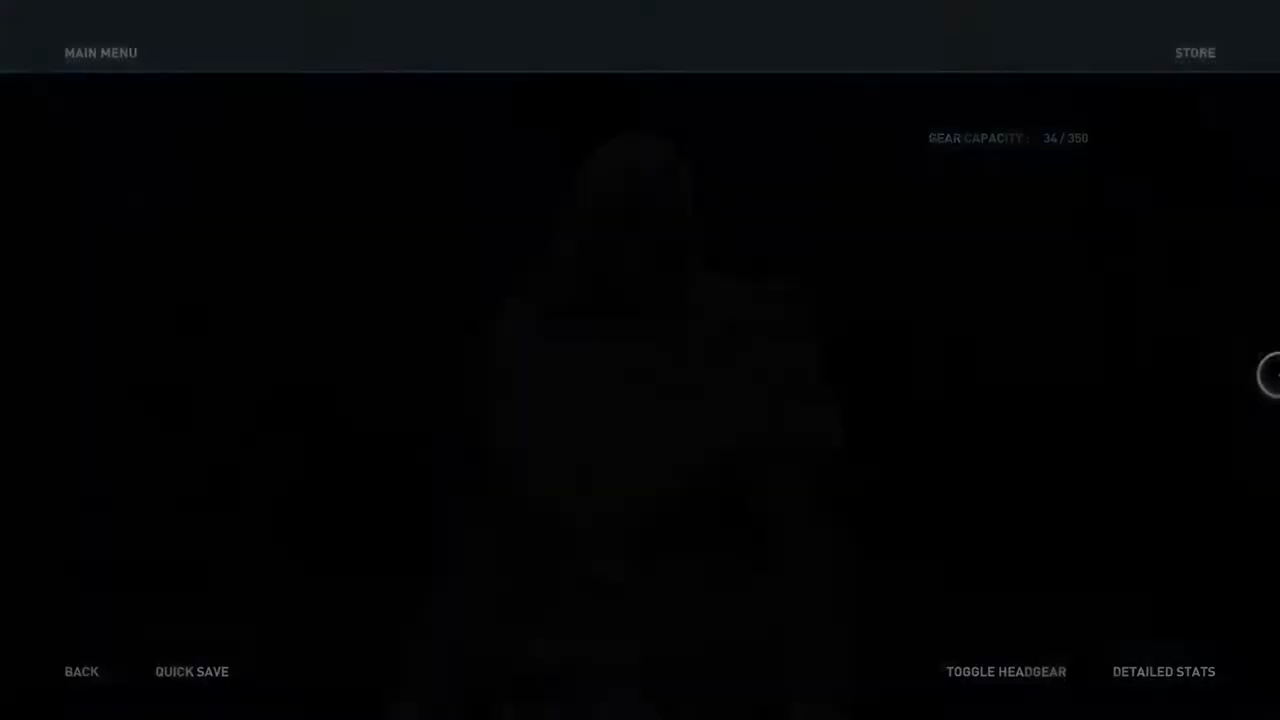 MAIN MENU
STORE
GEAR CAPACITY : 34 / 350
BACK
QUICK SAVE
TOGGLE HEADGEAR
DETAILED STATS